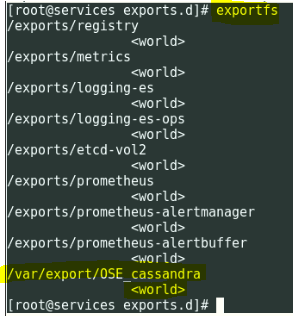 [root@services exports.d]# exportfs
/exports/registry
<world>
/exports/metrics
<world>
/exports/logging-es
<world>
/exports/logging-es-ops
<world>
/exports/etcd-vol2
<world>
/exports/prometheus
<world>
/exports/prometheus-alertmanager
<world>
/exports/prometheus-alertbuffer
<world>
/var/export/OSE_cassandra
<world>
[root@services exports.d]#